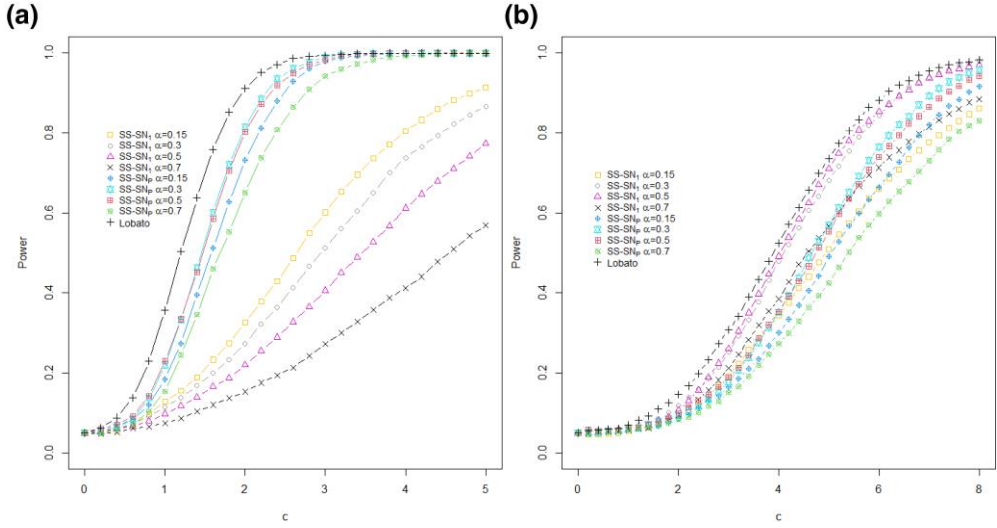 (a)
1.0
0.8
0.6
0.4
0.2
0.0
Power
SS-SN₁ α=0.15
SS-SN₁ α=0.3
SS-SN₁ α=0.5
SS-SN₁ α=0.7
SS-SNₚ α=0.15
SS-SNₚ α=0.3
SS-SNₚ α=0.5
SS-SNₚ α=0.7
Lobato
0 1 2 3 4 5
c
(b)
1.0
0.8
0.6
0.4
0.2
0.0
Power
SS-SN₁ α=0.15
SS-SN₁ α=0.3
SS-SN₁ α=0.5
SS-SN₁ α=0.7
SS-SNₚ α=0.15
SS-SNₚ α=0.3
SS-SNₚ α=0.5
SS-SNₚ α=0.7
Lobato
0 2 4 6 8
c